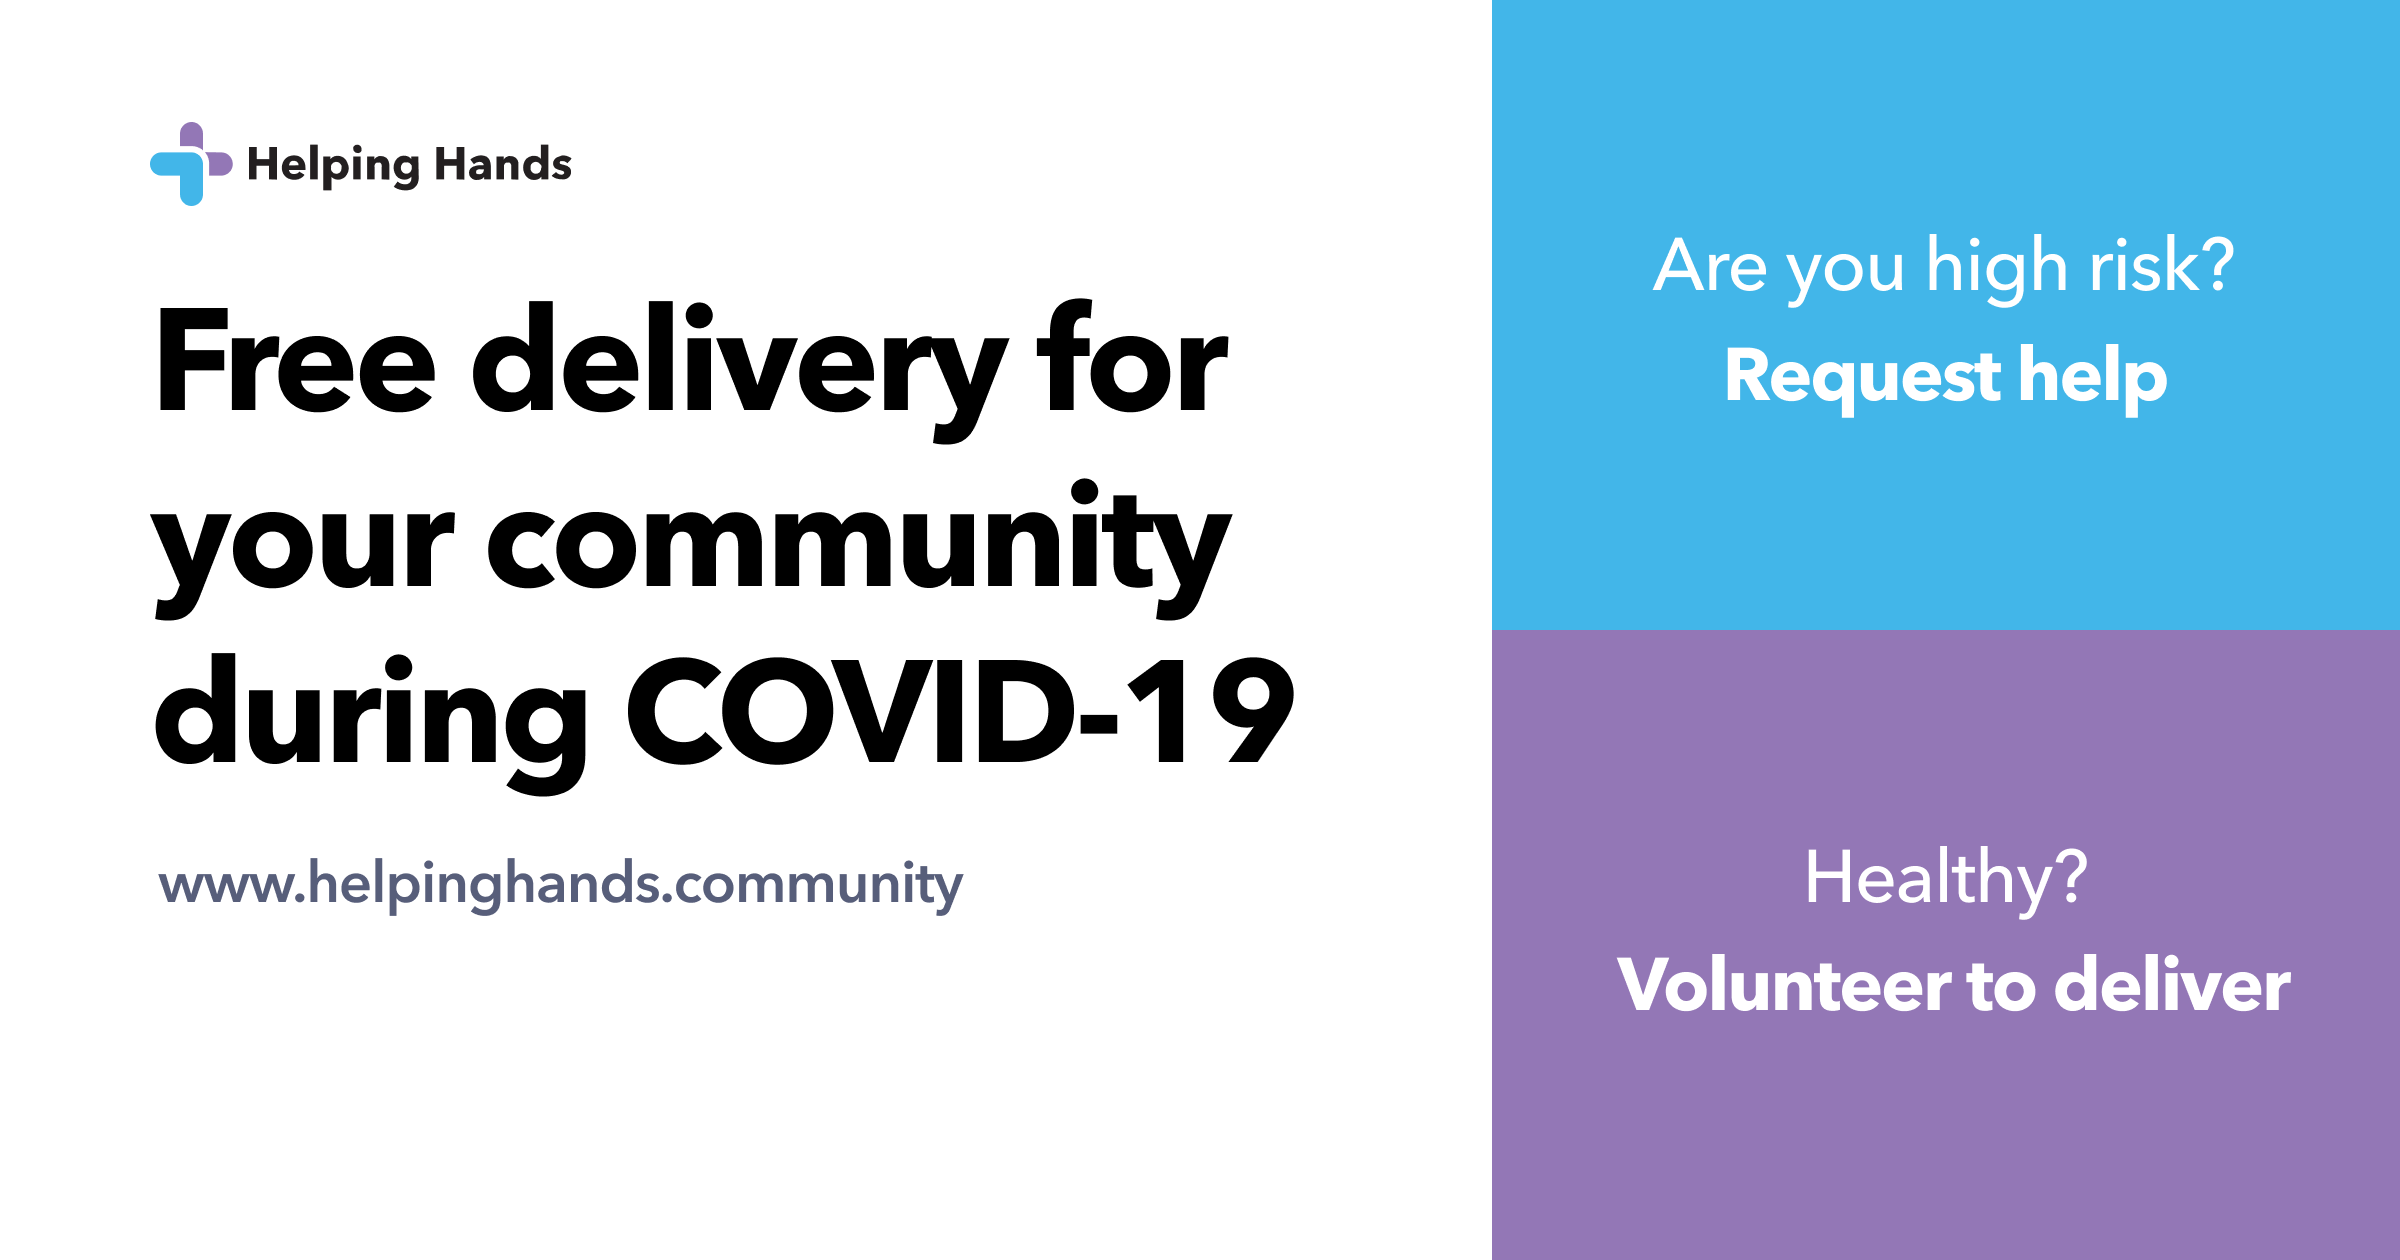 Helping Hands
Free delivery for
your community
during COVID-19
www.helpinghands.community
Are you high risk?
Request help
Healthy?
Volunteer to deliver